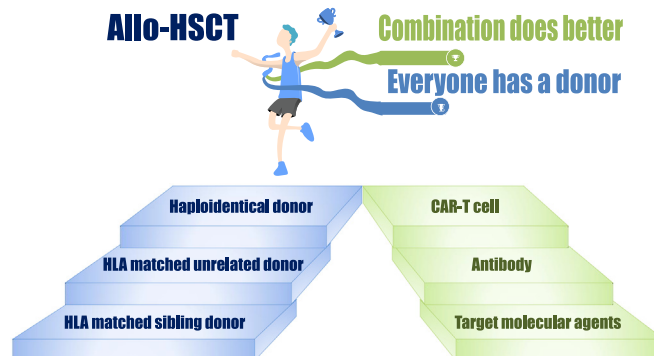 Allo-HSCT
Combination does better
Everyone has a donor
Haploidentical donor
CAR-T cell
HLA matched unrelated donor
Antibody
HLA matched sibling donor
Target molecular agents